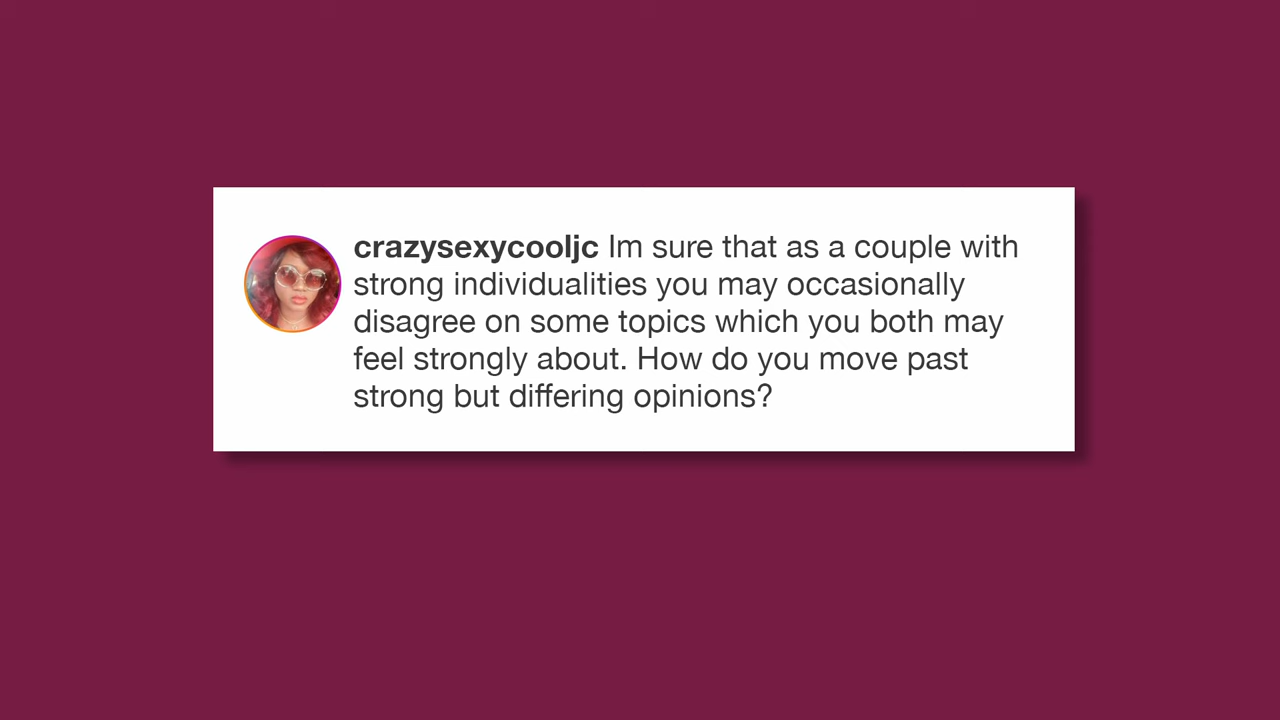 crazysexycooljc Im sure that as a couple with
strong individualities you may occasionally
disagree on some topics which you both may
feel strongly about. How do you move past
strong but differing opinions?